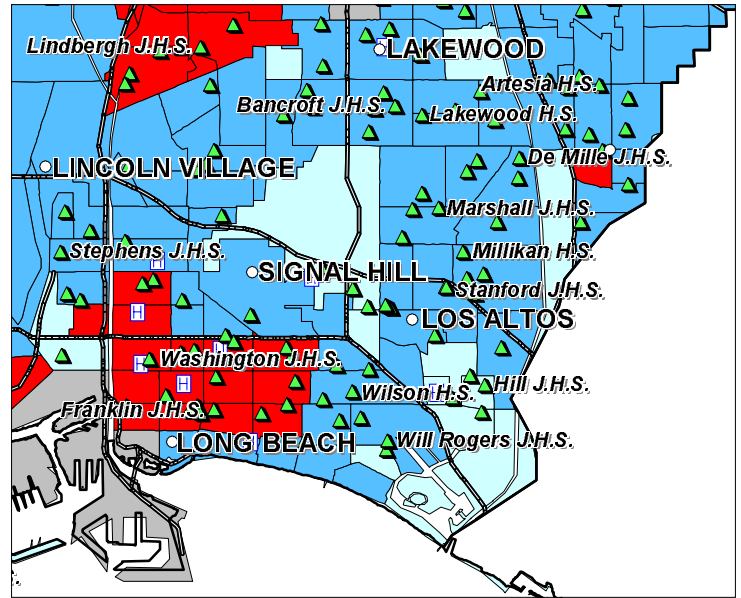 Lindbergh J.H.S.
LAKEWOOD
Artesia H.S.
Bancroft J.H.S.
Lakewood H.S.
De Mille J.H.S.
LINCOLN VILLAGE
Marshall J.H.S.
Stephens J.H.S.
Millikan H.S.
H
SIGNAL HILL
H
Stanford J.H.S.
H
LOS ALTOS
Washington J.H.S.
H
H
Hill J.H.S.
Wilson H.S.
Franklin J.H.S.
LONG BEACH
Will Rogers J.H.S.